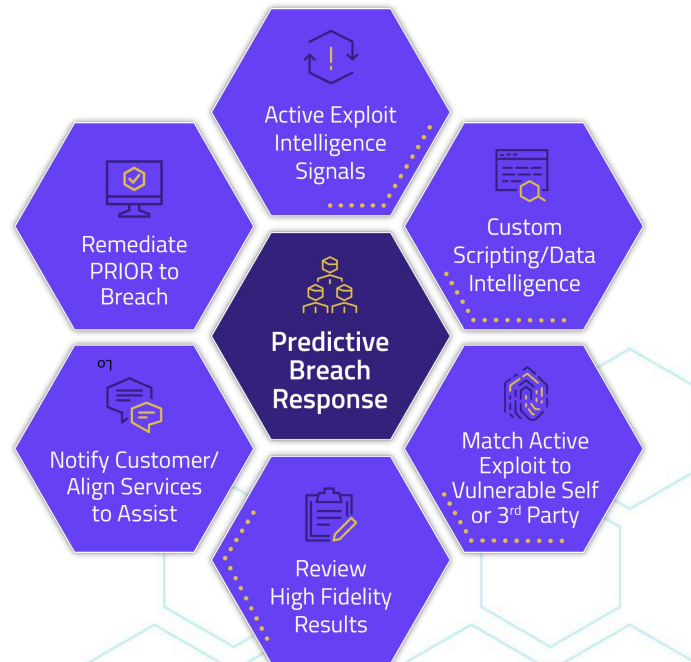 Active Exploit
Intelligence
Signals
Custom
Scripting/Data
Intelligence
Match Active
Exploit to
Vulnerable Self
or 3rd Party
Review
High Fidelity
Results
Notify Customer/
Align Services
to Assist
Remediate
PRIOR to
Breach
Predictive
Breach
Response
Lo